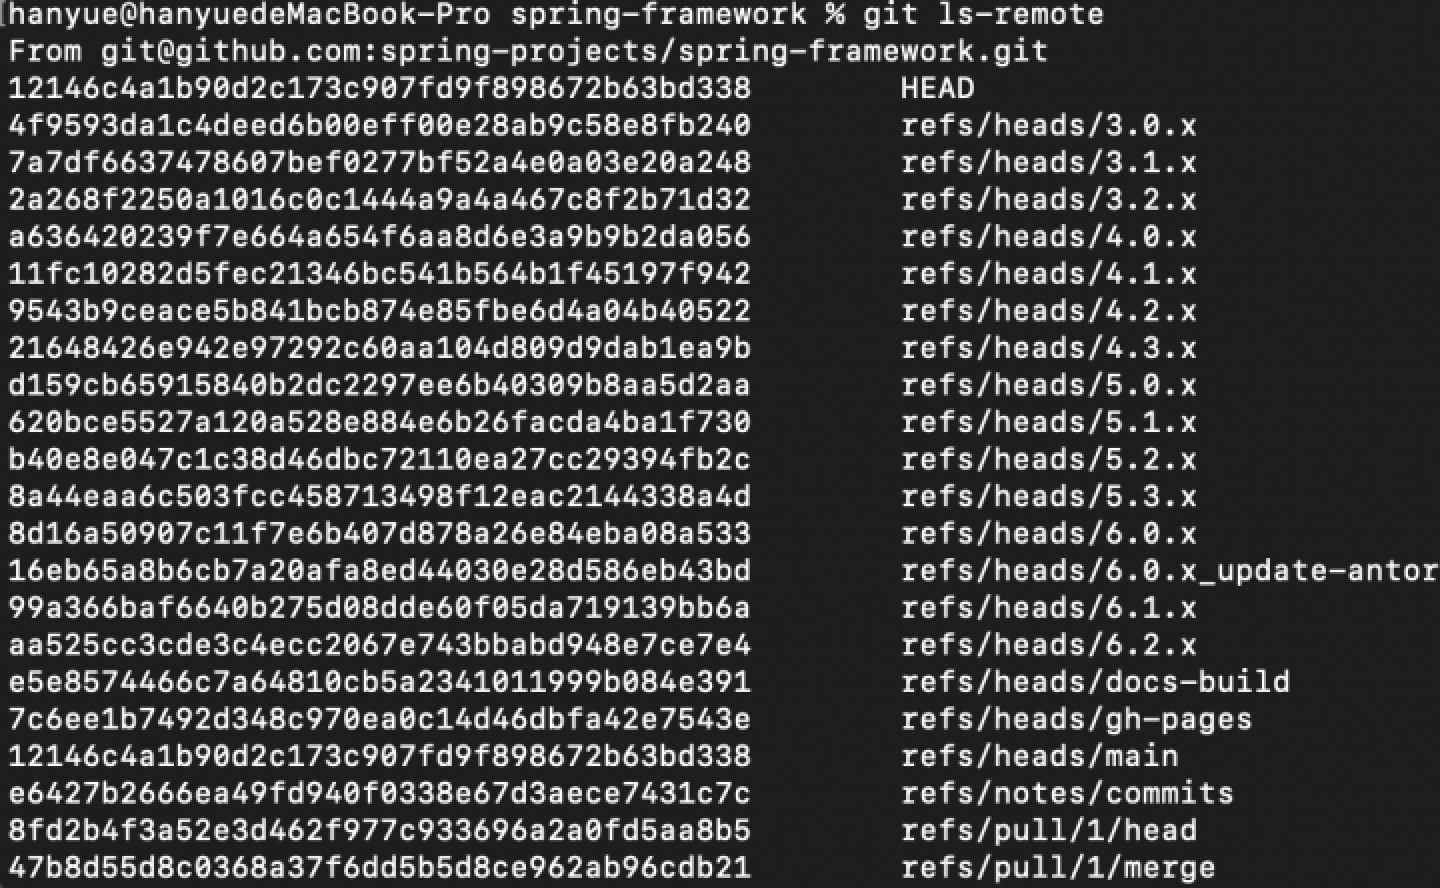 [hanyue@hanyuedeMacBook-Pro spring-framework % git ls-remote
From git@github.com:spring-projects/spring-framework.git
12146c4a1b90d2c173c907fd9f898672b63bd338 HEAD
4f9593da1c4deed6b00eff00e28ab9c58e8fb240 refs/heads/3.0.x
7a7df6637478607bef0277bf52a4e0a03e20a248 refs/heads/3.1.x
2a268f2250a1016c0c1444a9a4a467c8f2b71d32 refs/heads/3.2.x
a636420239f7e664a654f6aa8d6e3a9b9b2da056 refs/heads/4.0.x
11fc10282d5fec21346bc541b564b1f45197f942 refs/heads/4.1.x
9543b9ceace5b841bcb874e85fbe6d4a04b40522 refs/heads/4.2.x
21648426e942e97292c60aa104d809d9dab1ea9b refs/heads/4.3.x
d159cb65915840b2dc2297ee6b40309b8aa5d2aa refs/heads/5.0.x
620bce5527a120a528e884e6b26facda4ba1f730 refs/heads/5.1.x
b40e8e047c1c38d46dbc72110ea27cc29394fb2c refs/heads/5.2.x
8a44eaa6c503fcc458713498f12eac2144338a4d refs/heads/5.3.x
8d16a50907c11f7e6b407d878a26e84eba08a533 refs/heads/6.0.x
16eb65a8b6cb7a20afa8ed44030e28d586eb43bd refs/heads/6.0.x_update-antor
99a366baf6640b275d08dde60f05da719139bb6a refs/heads/6.1.x
aa525cc3cde3c4ecc2067e743bbabd948e7ce7e4 refs/heads/6.2.x
e5e8574466c7a64810cb5a2341011999b084e391 refs/heads/docs-build
7c6ee1b7492d348c970ea0c14d46dbfa42e7543e refs/heads/gh-pages
12146c4a1b90d2c173c907fd9f898672b63bd338 refs/heads/main
e6427b2666ea49fd940f0338e67d3aece7431c7c refs/notes/commits
8fd2b4f3a52e3d462f977c933696a2a0fd5aa8b5 refs/pull/1/head
47b8d55d8c0368a37f6dd5b5d8ce962ab96cdb21 refs/pull/1/merge